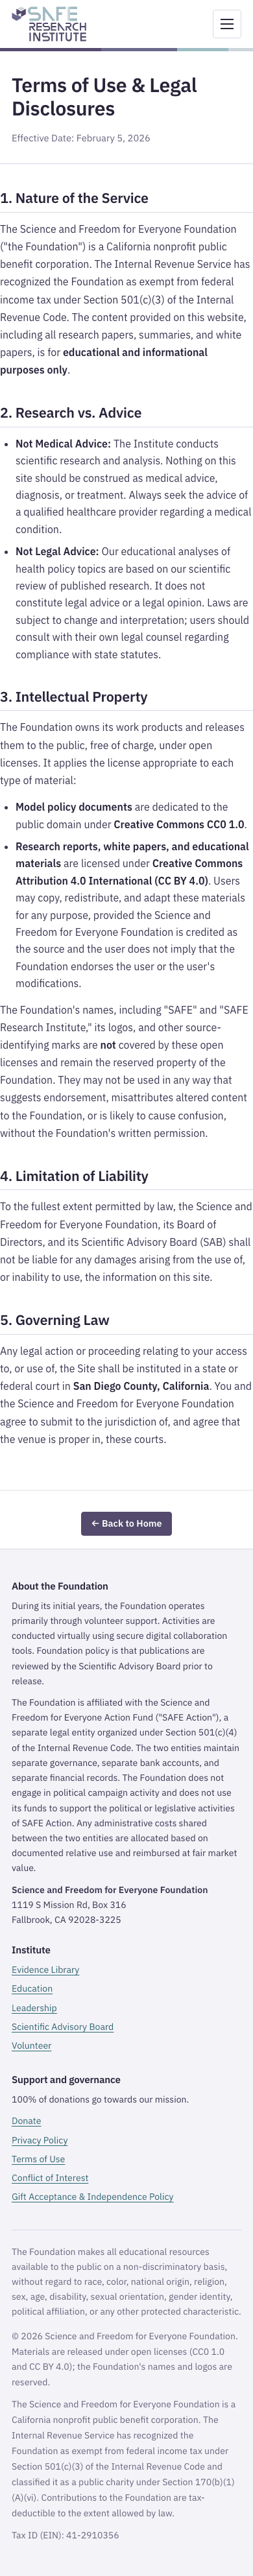 SAFE
RESEARCH
INSTITUTE
Terms of Use & Legal
Disclosures
Effective Date: February 5, 2026
1. Nature of the Service
The Science and Freedom for Everyone Foundation
("the Foundation") is a California nonprofit public
benefit corporation. The Internal Revenue Service has
recognized the Foundation as exempt from federal
income tax under Section 501(c)(3) of the Internal
Revenue Code. The content provided on this website,
including all research papers, summaries, and white
papers, is for educational and informational
purposes only.
2. Research vs. Advice
• Not Medical Advice: The Institute conducts
scientific research and analysis. Nothing on this
site should be construed as medical advice,
diagnosis, or treatment. Always seek the advice of
a qualified healthcare provider regarding a medical
condition.
• Not Legal Advice: Our educational analyses of
health policy topics are based on our scientific
review of published research. It does not
constitute legal advice or a legal opinion. Laws are
subject to change and interpretation; users should
consult with their own legal counsel regarding
compliance with state statutes.
3. Intellectual Property
The Foundation owns its work products and releases
them to the public, free of charge, under open
licenses. It applies the license appropriate to each
type of material:
• Model policy documents are dedicated to the
public domain under Creative Commons CC0 1.0.
• Research reports, white papers, and educational
materials are licensed under Creative Commons
Attribution 4.0 International (CC BY 4.0). Users
may copy, redistribute, and adapt these materials
for any purpose, provided the Science and
Freedom for Everyone Foundation is credited as
the source and the user does not imply that the
Foundation endorses the user or the user's
modifications.
The Foundation's names, including "SAFE" and "SAFE
Research Institute," its logos, and other source-
identifying marks are not covered by these open
licenses and remain the reserved property of the
Foundation. They may not be used in any way that
suggests endorsement, misattributes altered content
to the Foundation, or is likely to cause confusion,
without the Foundation's written permission.
4. Limitation of Liability
To the fullest extent permitted by law, the Science and
Freedom for Everyone Foundation, its Board of
Directors, and its Scientific Advisory Board (SAB) shall
not be liable for any damages arising from the use of,
or inability to use, the information on this site.
5. Governing Law
Any legal action or proceeding relating to your access
to, or use of, the Site shall be instituted in a state or
federal court in San Diego County, California. You and
the Science and Freedom for Everyone Foundation
agree to submit to the jurisdiction of, and agree that
the venue is proper in, these courts.
← Back to Home
About the Foundation
During its initial years, the Foundation operates
primarily through volunteer support. Activities are
conducted virtually using secure digital collaboration
tools. Foundation policy is that publications are
reviewed by the Scientific Advisory Board prior to
release.
The Foundation is affiliated with the Science and
Freedom for Everyone Action Fund ("SAFE Action"), a
separate legal entity organized under Section 501(c)(4)
of the Internal Revenue Code. The two entities maintain
separate governance, separate bank accounts, and
separate financial records. The Foundation does not
engage in political campaign activity and does not use
its funds to support the political or legislative activities
of SAFE Action. Any administrative costs shared
between the two entities are allocated based on
documented relative use and reimbursed at fair market
value.
Science and Freedom for Everyone Foundation
1119 S Mission Rd, Box 316
Fallbrook, CA 92028-3225
Institute
Evidence Library
Education
Leadership
Scientific Advisory Board
Volunteer
Support and governance
100% of donations go towards our mission.
Donate
Privacy Policy
Terms of Use
Conflict of Interest
Gift Acceptance & Independence Policy
The Foundation makes all educational resources
available to the public on a non-discriminatory basis,
without regard to race, color, national origin, religion,
sex, age, disability, sexual orientation, gender identity,
political affiliation, or any other protected characteristic.
© 2026 Science and Freedom for Everyone Foundation.
Materials are released under open licenses (CC0 1.0
and CC BY 4.0); the Foundation's names and logos are
reserved.
The Science and Freedom for Everyone Foundation is a
California nonprofit public benefit corporation. The
Internal Revenue Service has recognized the
Foundation as exempt from federal income tax under
Section 501(c)(3) of the Internal Revenue Code and
classified it as a public charity under Section 170(b)(1)
(A)(vi). Contributions to the Foundation are tax-
deductible to the extent allowed by law.
Tax ID (EIN): 41-2910356